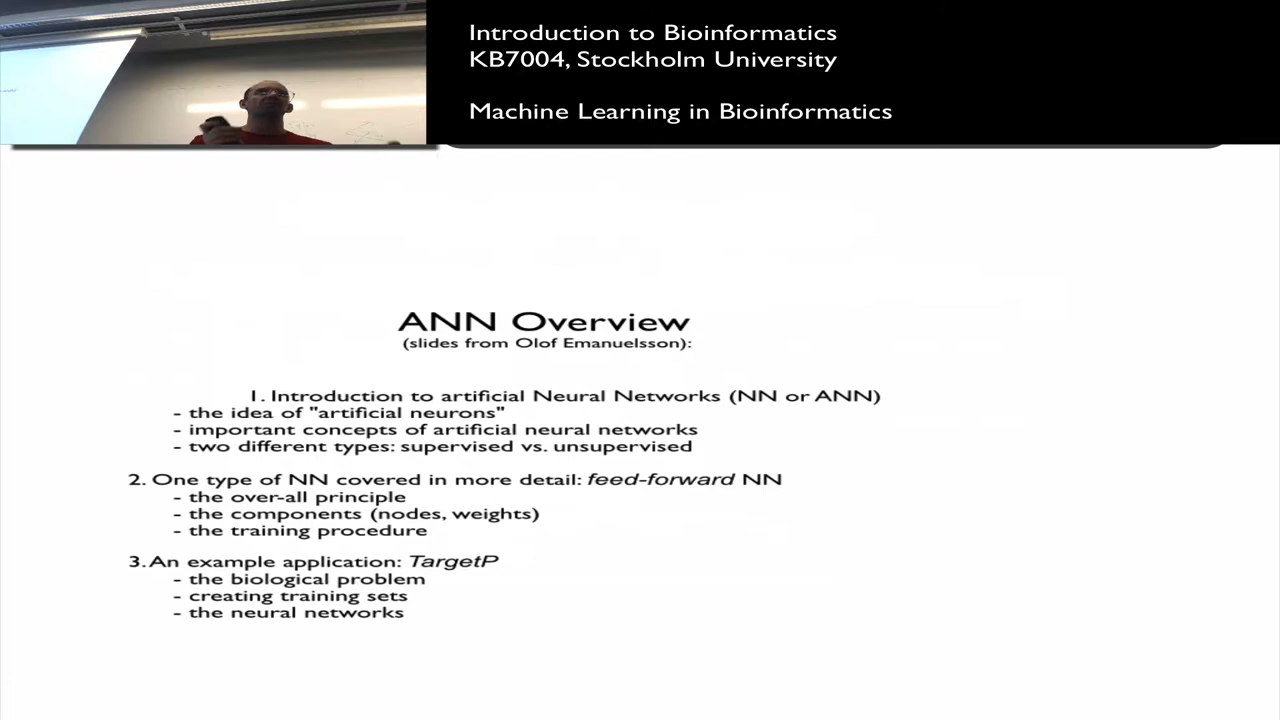 Introduction to Bioinformatics
KB7004, Stockholm University
Machine Learning in Bioinformatics
ANN Overview
(slides from Olof Emanuelsson):
1. Introduction to artificial Neural Networks (NN or ANN)
- the idea of "artificial neurons"
- important concepts of artificial neural networks
- two different types: supervised vs. unsupervised
2. One type of NN covered in more detail: feed-forward NN
- the over-all principle
- the components (nodes, weights)
- the training procedure
3. An example application: TargetP
- the biological problem
- creating training sets
- the neural networks